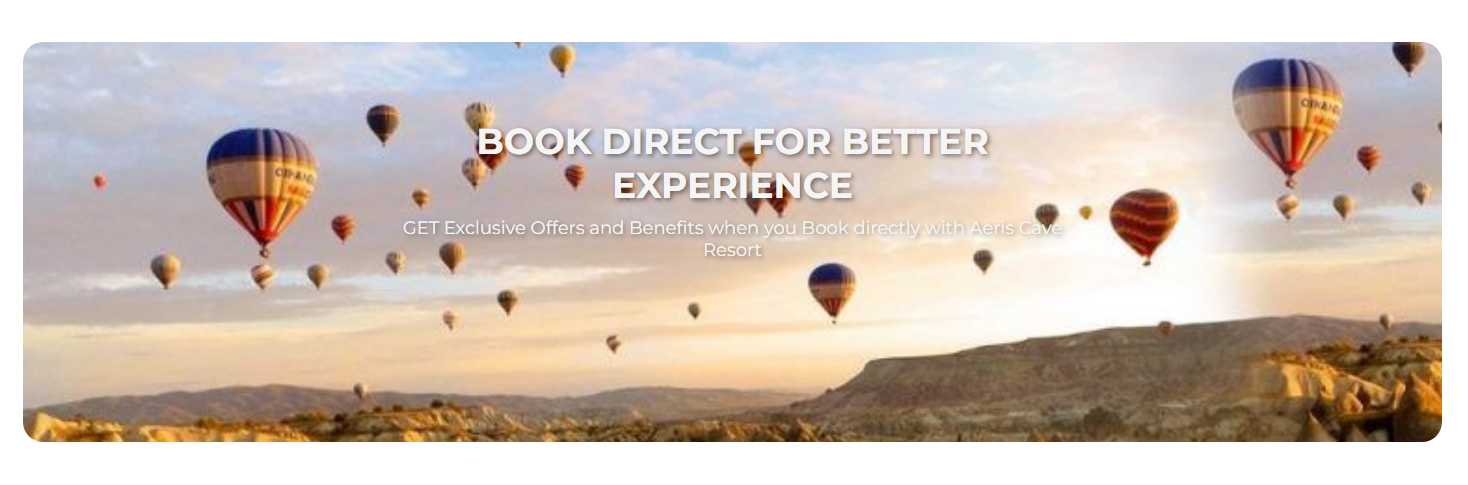 BOOK DIRECT FOR BETTER
EXPERIENCE
GET Exclusive Offers and Benefits when you Book directly with Aeris Cave
Resort